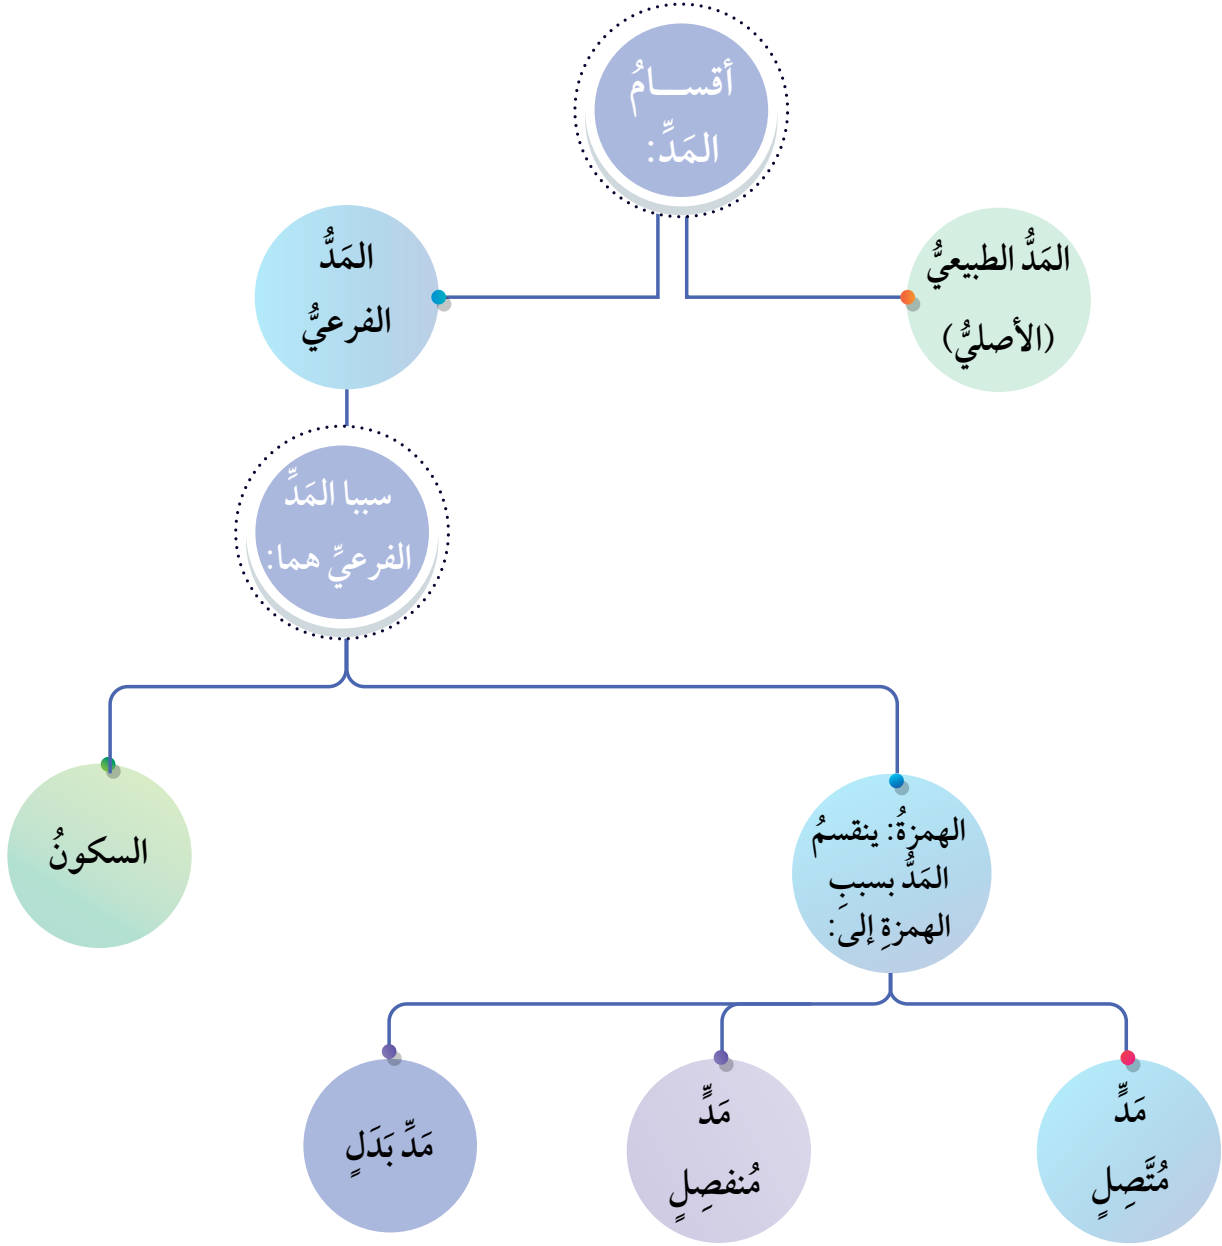 أقســـامُ
المَدِّ:
المَدُّ الطبيعيُّ
(الأصليُّ)
المَدُّ
الفرعيُّ
سببا المَدِّ
الفرعيِّ هما:
الهمزةُ: ينقسمُ
المَدُّ بسببِ
الهمزةِ إلى:
السكونُ
مَدٍّ
مُتَّصِلٍ
مَدٍّ
مُنفصِلٍ
مَدِّ بَدَلٍ